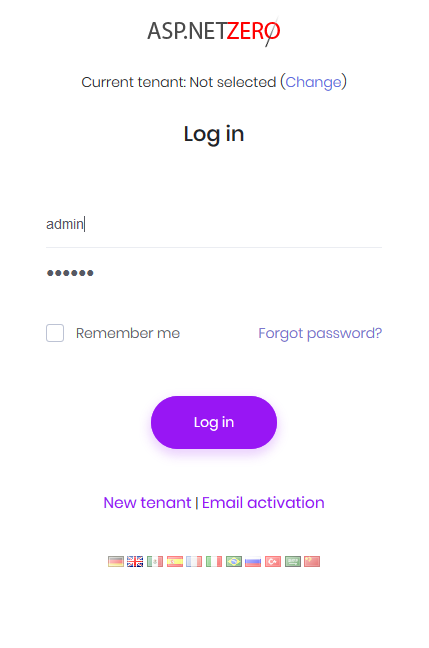 ASP.NETZERO
Current tenant: Not selected (Change)
Log in
admin
••••••
Remember me
Forgot password?
Log in
New tenant | Email activation